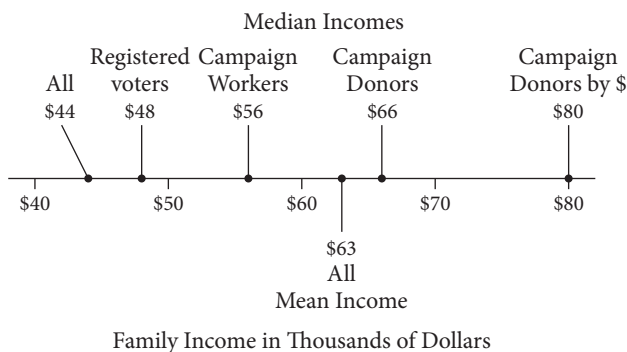 Median Incomes
All
$44
Registered voters
$48
Campaign Workers
$56
Campaign Donors
$66
Campaign Donors by $
$80
$40
$50
$60
$70
$80
$63
All
Mean Income
Family Income in Thousands of Dollars